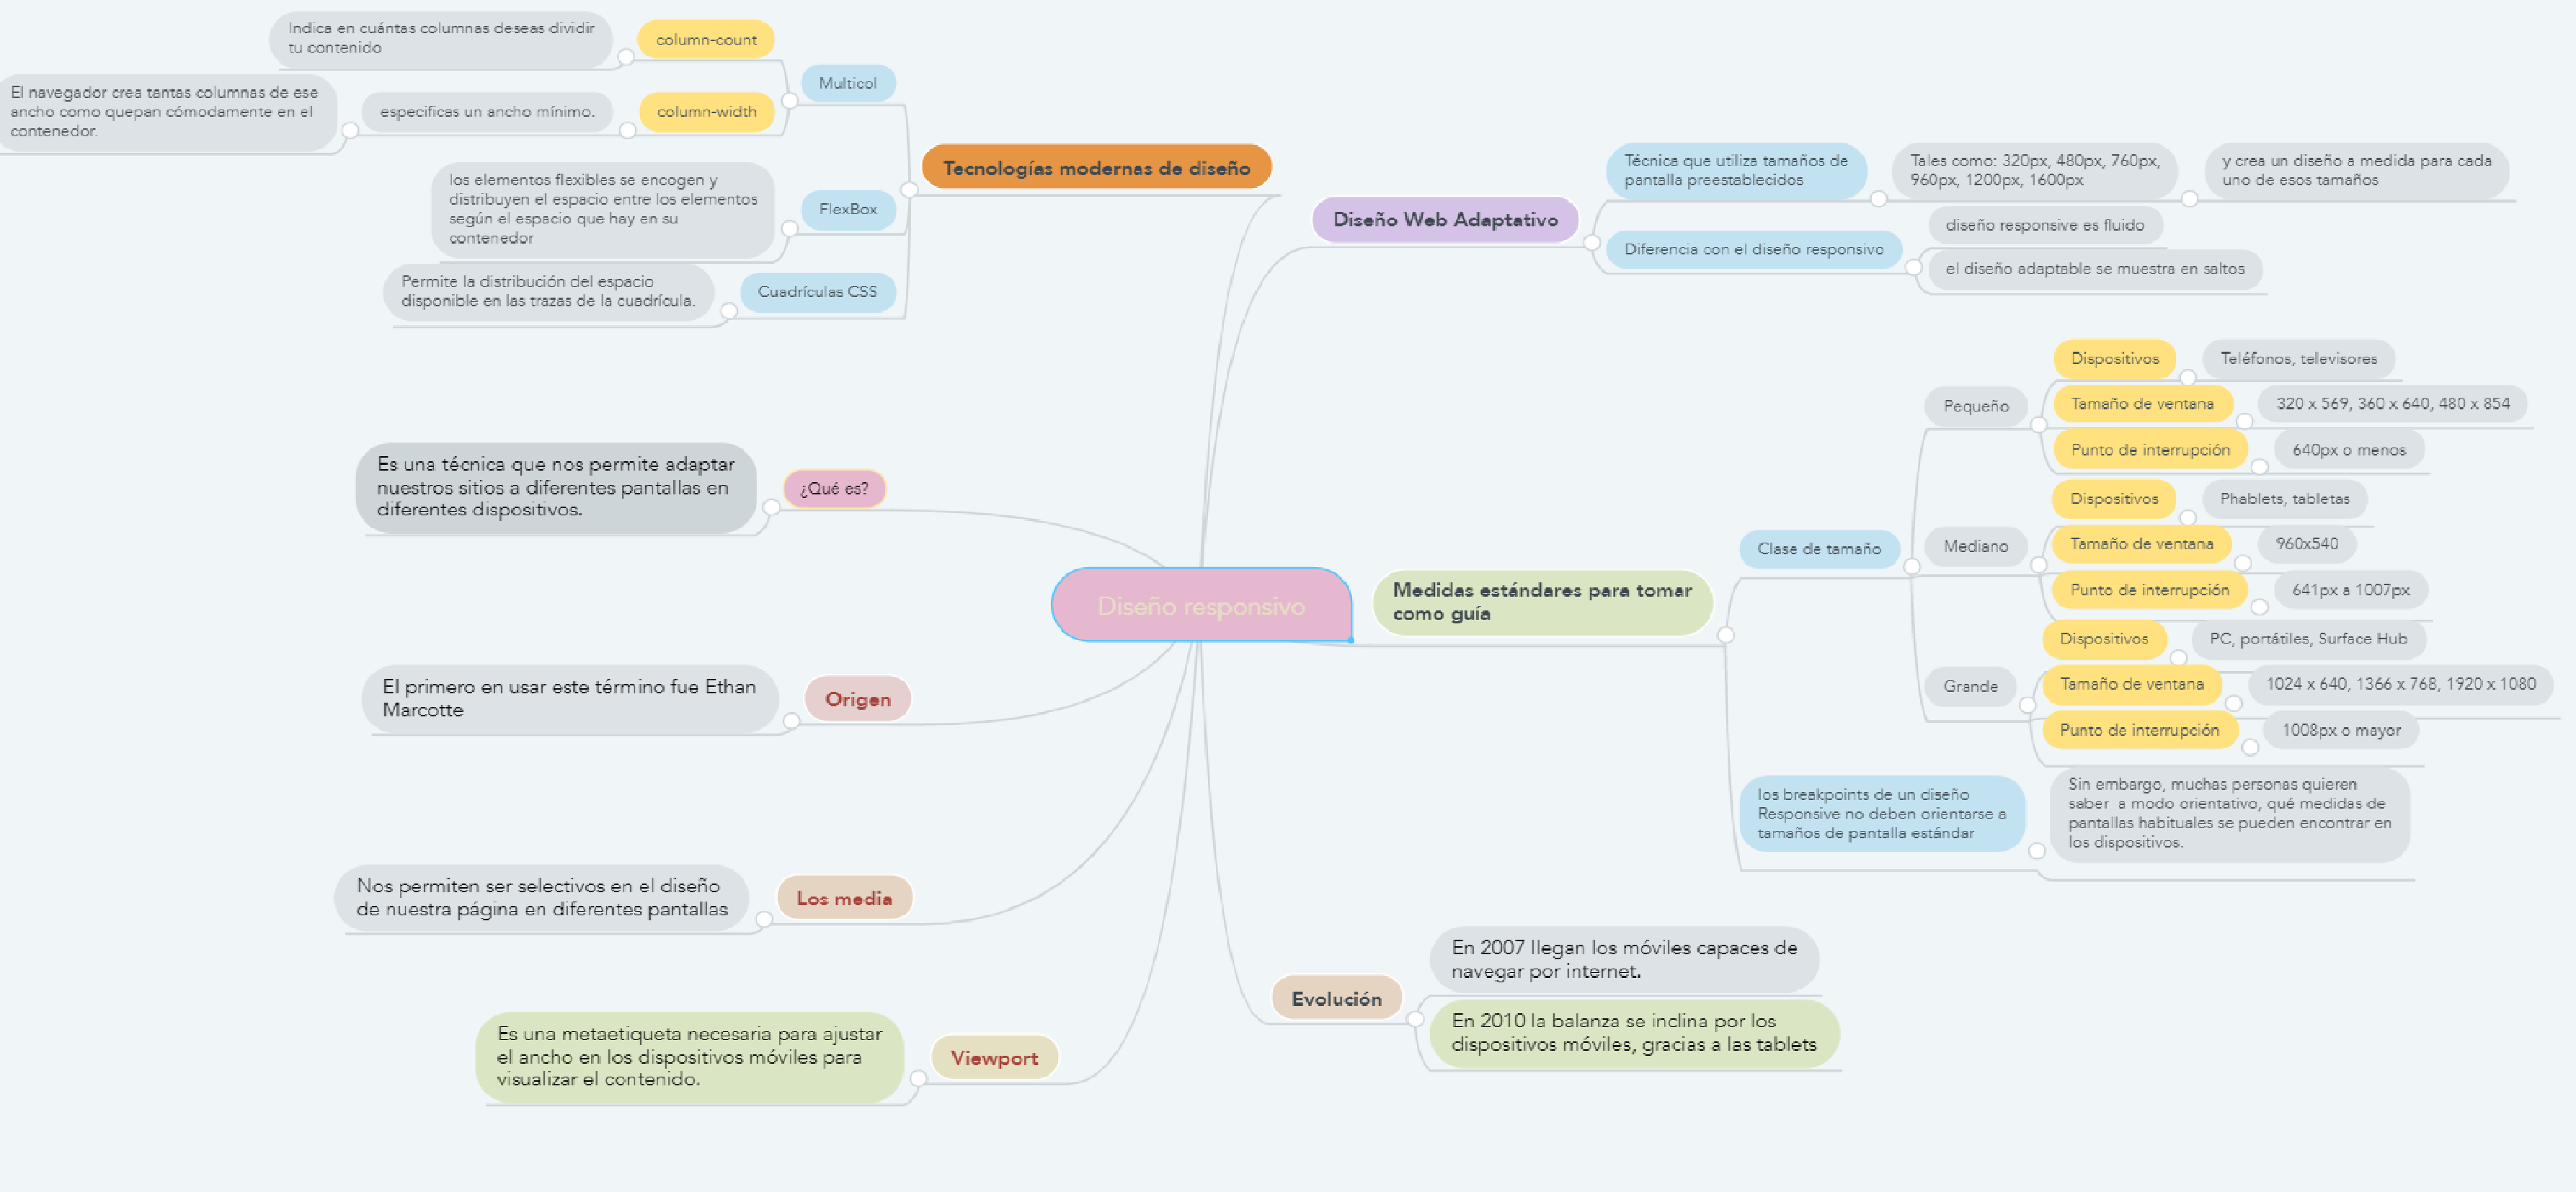 Diseño responsivo
Tecnologías modernas de diseño
Multicol
column-count
Indica en cuántas columnas deseas dividir
tu contenido
column-width
especificas un ancho mínimo.
El navegador crea tantas columnas de ese
ancho como quepan cómodamente en el
contenedor.
FlexBox
los elementos flexibles se encogen y
distribuyen el espacio entre los elementos
según el espacio que hay en su
contenedor
Cuadrículas CSS
Permite la distribución del espacio
disponible en las trazas de la cuadrícula.
¿Qué es?
Es una técnica que nos permite adaptar
nuestros sitios a diferentes pantallas en
diferentes dispositivos.
Origen
El primero en usar este término fue Ethan
Marcotte
Los media
Nos permiten ser selectivos en el diseño
de nuestra página en diferentes pantallas
Viewport
Es una metaetiqueta necesaria para ajustar
el ancho en los dispositivos móviles para
visualizar el contenido.
Diseño Web Adaptativo
Técnica que utiliza tamaños de
pantalla preestablecidos
Tales como: 320px, 480px, 760px,
960px, 1200px, 1600px
y crea un diseño a medida para cada
uno de esos tamaños
Diferencia con el diseño responsivo
diseño responsive es fluido
el diseño adaptable se muestra en saltos
Medidas estándares para tomar
como guía
Clase de tamaño
Pequeño
Dispositivos
Teléfonos, televisores
Tamaño de ventana
320 x 569, 360 x 640, 480 x 854
Punto de interrupción
640px o menos
Mediano
Dispositivos
Phablets, tabletas
Tamaño de ventana
960x540
Punto de interrupción
641px a 1007px
Grande
Dispositivos
PC, portátiles, Surface Hub
Tamaño de ventana
1024 x 640, 1366 x 768, 1920 x 1080
Punto de interrupción
1008px o mayor
los breakpoints de un diseño
Responsive no deben orientarse a
tamaños de pantalla estándar
Sin embargo, muchas personas quieren
saber a modo orientativo, qué medidas de
pantallas habituales se pueden encontrar en
los dispositivos.
Evolución
En 2007 llegan los móviles capaces de
navegar por internet.
En 2010 la balanza se inclina por los
dispositivos móviles, gracias a las tablets